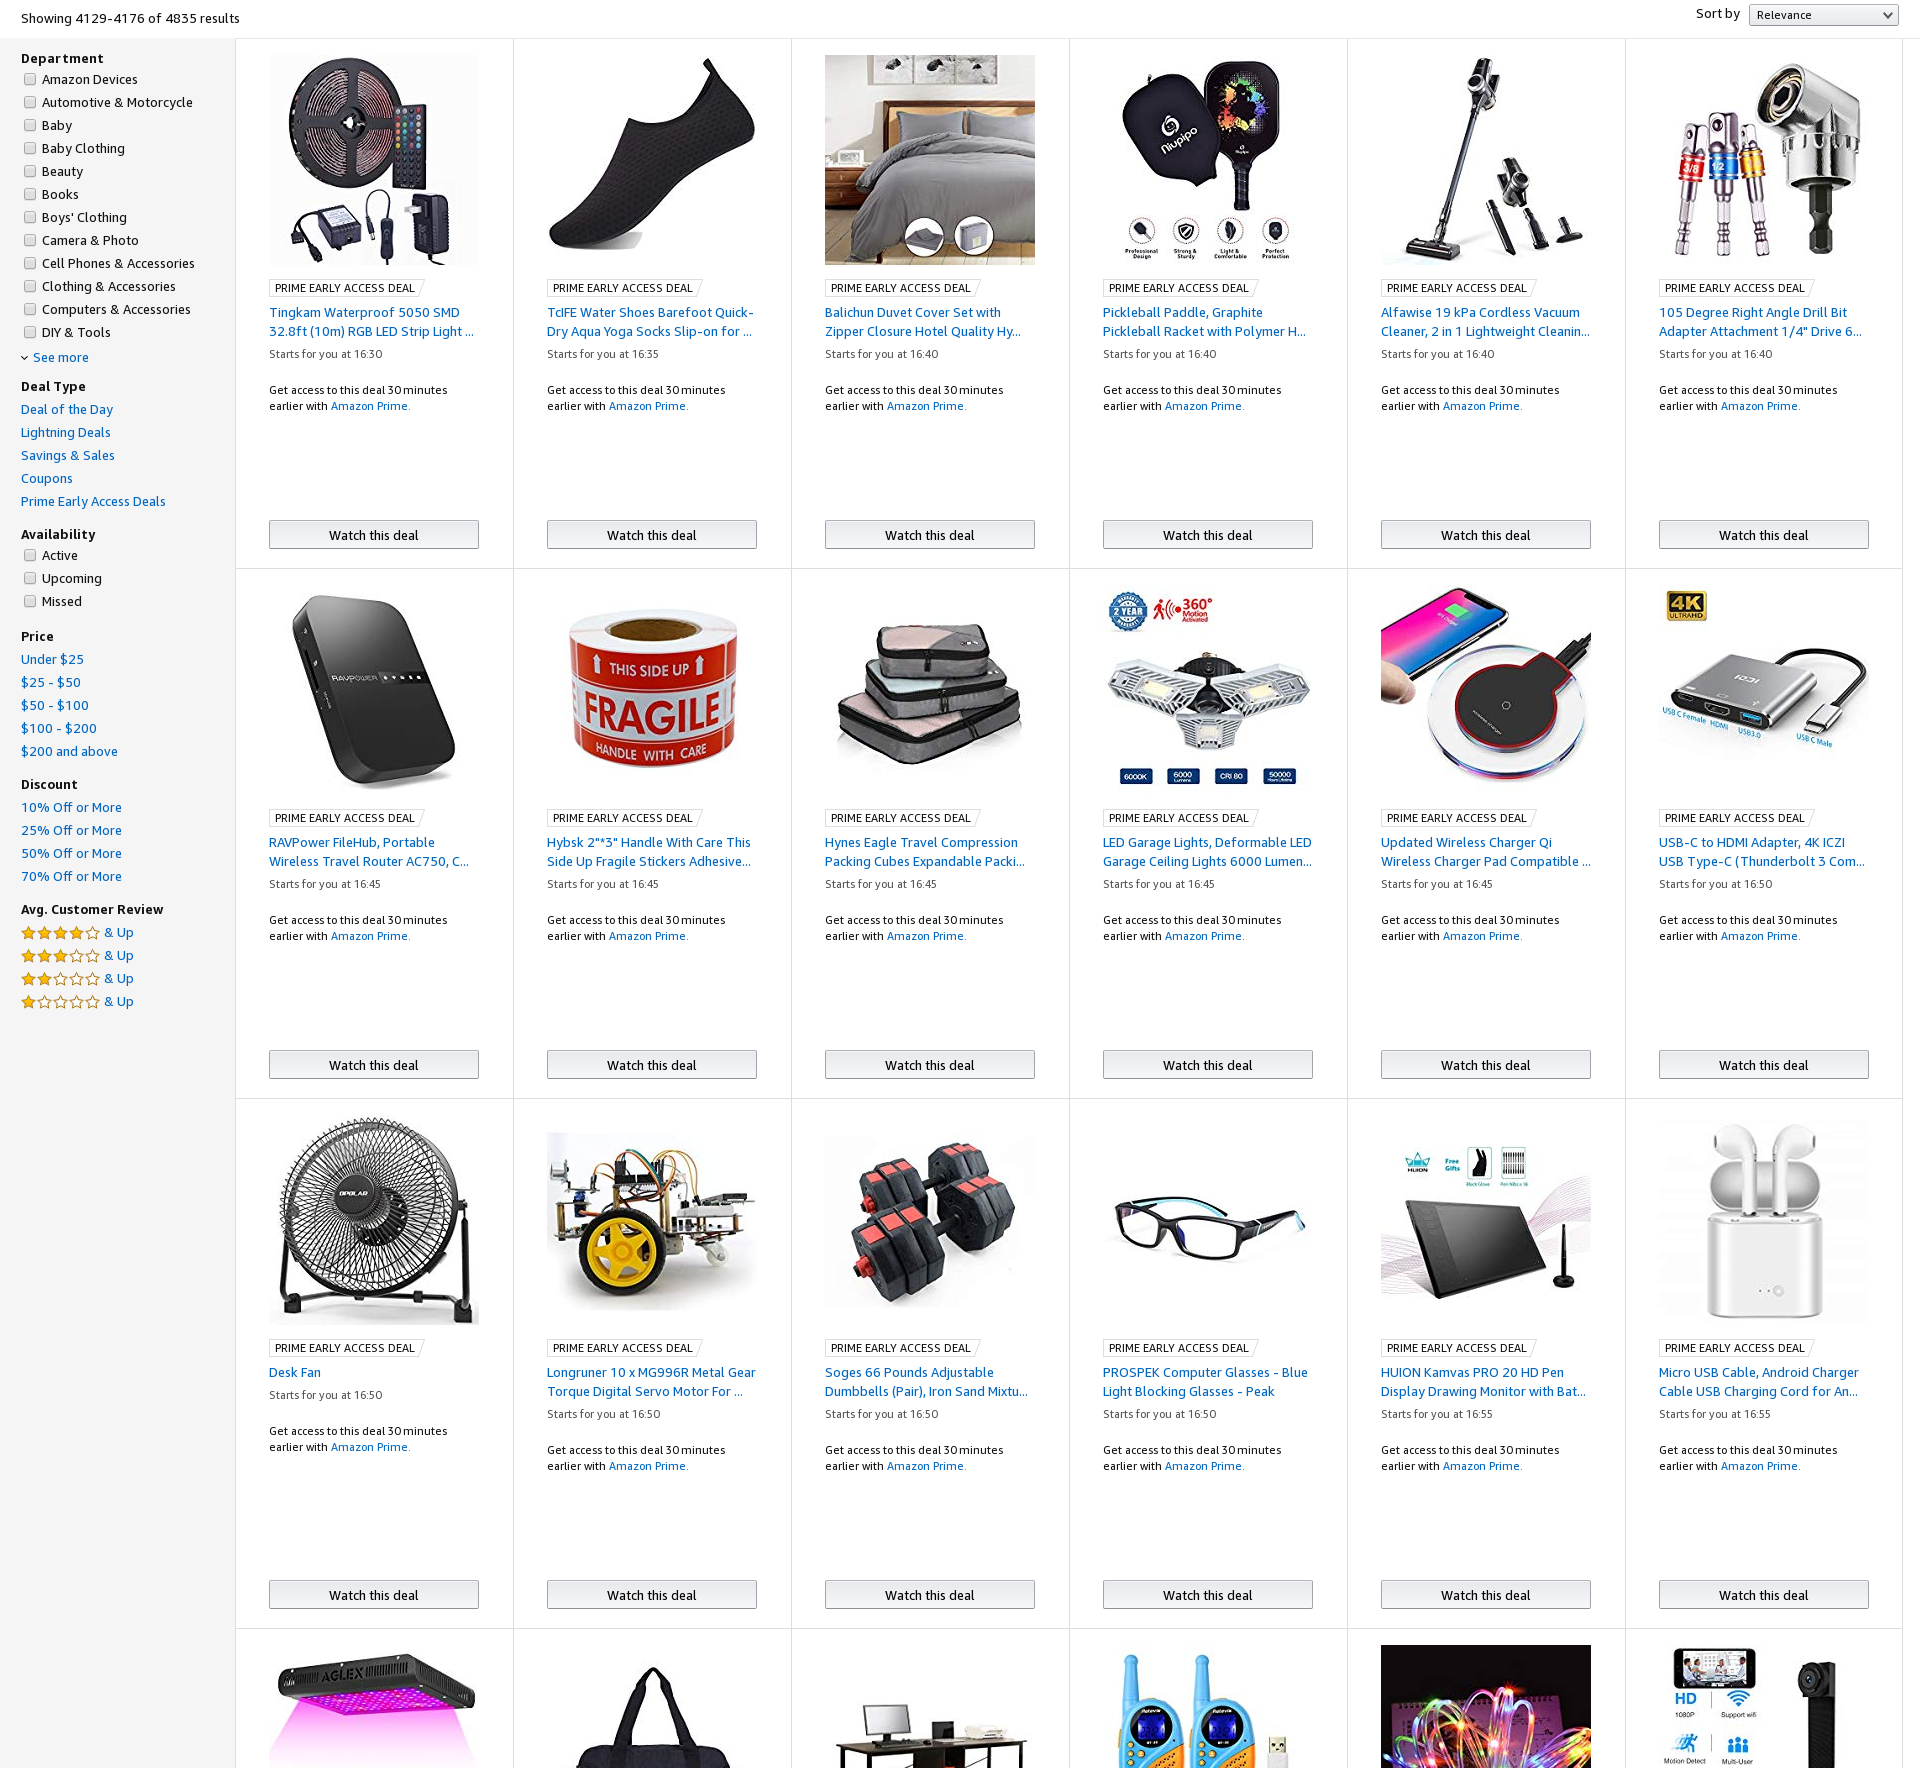 Showing 4129-4176 of 4835 results
Sort by Relevance
Department
Amazon Devices
Automotive & Motorcycle
Baby
Baby Clothing
Beauty
Books
Boys' Clothing
Camera & Photo
Cell Phones & Accessories
Clothing & Accessories
Computers & Accessories
DIY & Tools
See more
Deal Type
Deal of the Day
Lightning Deals
Savings & Sales
Coupons
Prime Early Access Deals
Availability
Active
Upcoming
Missed
Price
Under $25
$25 - $50
$50 - $100
$100 - $200
$200 and above
Discount
10% Off or More
25% Off or More
50% Off or More
70% Off or More
Avg. Customer Review
& Up
& Up
& Up
& Up
PRIME EARLY ACCESS DEAL
Tingkam Waterproof 5050 SMD
32.8ft (10m) RGB LED Strip Light ...
Starts for you at 16:30
Get access to this deal 30 minutes
earlier with Amazon Prime.
Watch this deal
PRIME EARLY ACCESS DEAL
TcIFE Water Shoes Barefoot Quick-
Dry Aqua Yoga Socks Slip-on for ...
Starts for you at 16:35
Get access to this deal 30 minutes
earlier with Amazon Prime.
Watch this deal
PRIME EARLY ACCESS DEAL
Balichun Duvet Cover Set with
Zipper Closure Hotel Quality Hy...
Starts for you at 16:40
Get access to this deal 30 minutes
earlier with Amazon Prime.
Watch this deal
Niupipo
Niupipo
Professional
Design
Strong &
Sturdy
Light &
Comfortable
Perfect
Protection
PRIME EARLY ACCESS DEAL
Pickleball Paddle, Graphite
Pickleball Racket with Polymer H...
Starts for you at 16:40
Get access to this deal 30 minutes
earlier with Amazon Prime.
Watch this deal
PRIME EARLY ACCESS DEAL
Alfawise 19 kPa Cordless Vacuum
Cleaner, 2 in 1 Lightweight Cleanin...
Starts for you at 16:40
Get access to this deal 30 minutes
earlier with Amazon Prime.
Watch this deal
3/8
1/2
PRIME EARLY ACCESS DEAL
105 Degree Right Angle Drill Bit
Adapter Attachment 1/4" Drive 6...
Starts for you at 16:40
Get access to this deal 30 minutes
earlier with Amazon Prime.
Watch this deal
RAVPOWER
PRIME EARLY ACCESS DEAL
RAVPower FileHub, Portable
Wireless Travel Router AC750, C...
Starts for you at 16:45
Get access to this deal 30 minutes
earlier with Amazon Prime.
Watch this deal
THIS SIDE UP
FRAGILE
HANDLE WITH CARE
PRIME EARLY ACCESS DEAL
Hybsk 2"*3" Handle With Care This
Side Up Fragile Stickers Adhesive...
Starts for you at 16:45
Get access to this deal 30 minutes
earlier with Amazon Prime.
Watch this deal
PRIME EARLY ACCESS DEAL
Hynes Eagle Travel Compression
Packing Cubes Expandable Packi...
Starts for you at 16:45
Get access to this deal 30 minutes
earlier with Amazon Prime.
Watch this deal
WARRANTY
2 YEAR
WARRANTY
360°
Motion
Activated
6000K
6000
Lumens
CRI 80
50000
PRIME EARLY ACCESS DEAL
LED Garage Lights, Deformable LED
Garage Ceiling Lights 6000 Lumen...
Starts for you at 16:45
Get access to this deal 30 minutes
earlier with Amazon Prime.
Watch this deal
PRIME EARLY ACCESS DEAL
Updated Wireless Charger Qi
Wireless Charger Pad Compatible ...
Starts for you at 16:45
Get access to this deal 30 minutes
earlier with Amazon Prime.
Watch this deal
4K
ULTRAHD
ICZI
USB C Female
HDMI
USB3.0
USB C Male
PRIME EARLY ACCESS DEAL
USB-C to HDMI Adapter, 4K ICZI
USB Type-C (Thunderbolt 3 Com...
Starts for you at 16:50
Get access to this deal 30 minutes
earlier with Amazon Prime.
Watch this deal
OPOLAR
PRIME EARLY ACCESS DEAL
Desk Fan
Starts for you at 16:50
Get access to this deal 30 minutes
earlier with Amazon Prime.
Watch this deal
PRIME EARLY ACCESS DEAL
Longruner 10 x MG996R Metal Gear
Torque Digital Servo Motor For ...
Starts for you at 16:50
Get access to this deal 30 minutes
earlier with Amazon Prime.
Watch this deal
PRIME EARLY ACCESS DEAL
Soges 66 Pounds Adjustable
Dumbbells (Pair), Iron Sand Mixtu...
Starts for you at 16:50
Get access to this deal 30 minutes
earlier with Amazon Prime.
Watch this deal
PRIME EARLY ACCESS DEAL
PROSPEK Computer Glasses - Blue
Light Blocking Glasses - Peak
Starts for you at 16:50
Get access to this deal 30 minutes
earlier with Amazon Prime.
Watch this deal
HUION
Free
Gifts
Black Glove
Pen Nibs x 18
PRIME EARLY ACCESS DEAL
HUION Kamvas PRO 20 HD Pen
Display Drawing Monitor with Bat...
Starts for you at 16:55
Get access to this deal 30 minutes
earlier with Amazon Prime.
Watch this deal
PRIME EARLY ACCESS DEAL
Micro USB Cable, Android Charger
Cable USB Charging Cord for An...
Starts for you at 16:55
Get access to this deal 30 minutes
earlier with Amazon Prime.
Watch this deal
AGLEX
Retevis
Retevis
HD
1080P
Support wifi
Motion Detect
Multi-User